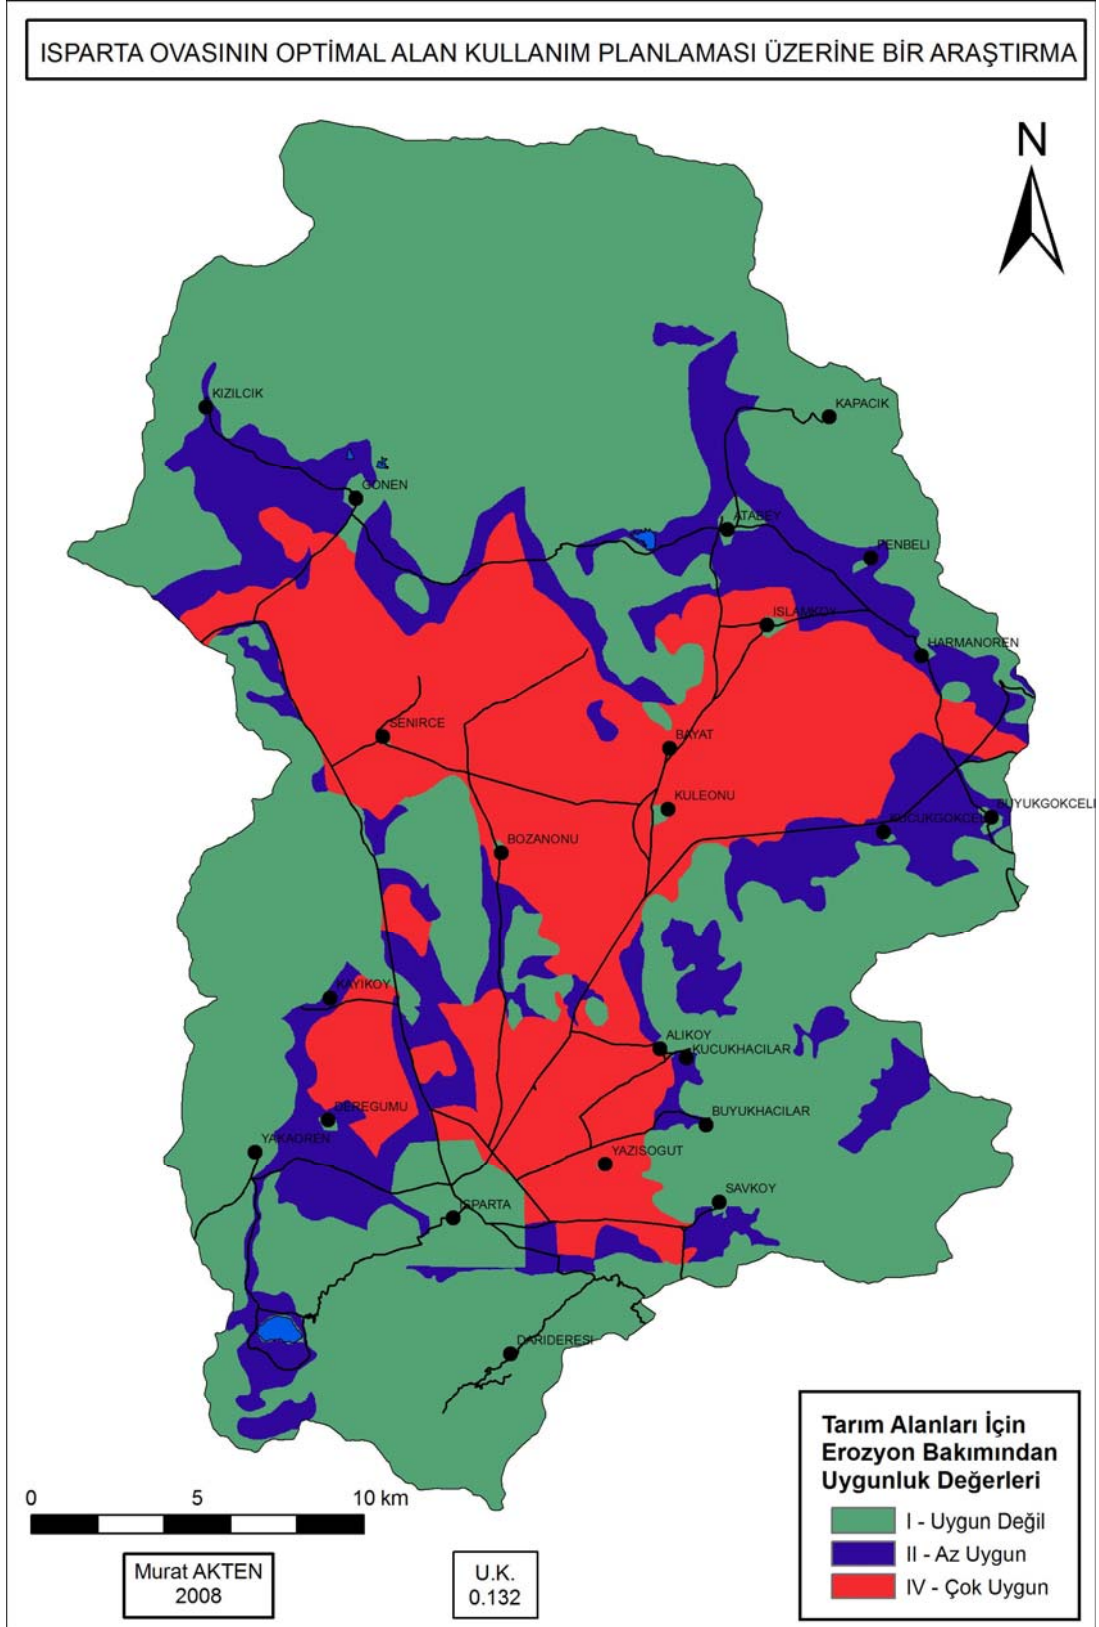 ISPARTA OVASININ OPTİMAL ALAN KULLANIM PLANLAMASI ÜZERİNE BİR ARAŞTIRMA
N
KIZILCIK
KAPACIK
GONEN
ATABEY
PENBELI
ISLAMKOY
HARMANOREN
SENIRCE
BAYAT
KULEONU
BUYUKGOKCELI
KUCUKGOKCELI
BOZANONU
KAYIKOY
ALIKOY
KUCUKHACILAR
DEREGUMU
BUYUKHACILAR
YAKAOREN
YAZISOGUT
ISPARTA
SAVKOY
DARIDERESI
Tarım Alanları İçin
Erozyon Bakımından
Uygunluk Değerleri
I - Uygun Değil
II - Az Uygun
IV - Çok Uygun
0 5 10 km
Murat AKTEN
2008
U.K.
0.132